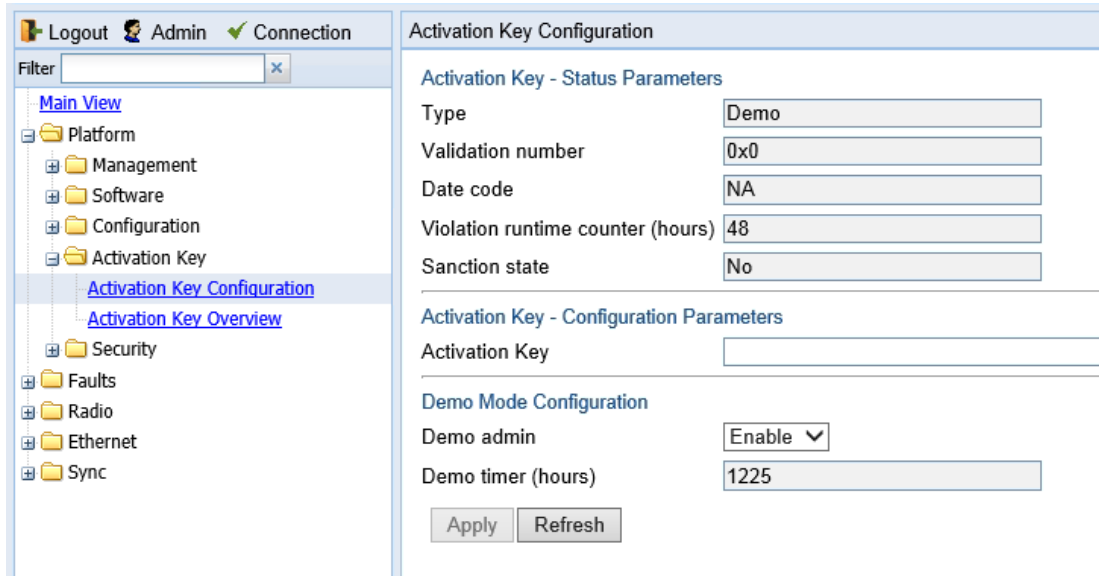 Logout Admin Connection
Filter
Main View
Platform
Management
Software
Configuration
Activation Key
Activation Key Configuration
Activation Key Overview
Security
Faults
Radio
Ethernet
Sync
Activation Key Configuration
Activation Key - Status Parameters
Type Demo
Validation number 0x0
Date code NA
Violation runtime counter (hours) 48
Sanction state No
Activation Key - Configuration Parameters
Activation Key
Demo Mode Configuration
Demo admin Enable
Demo timer (hours) 1225
Apply Refresh